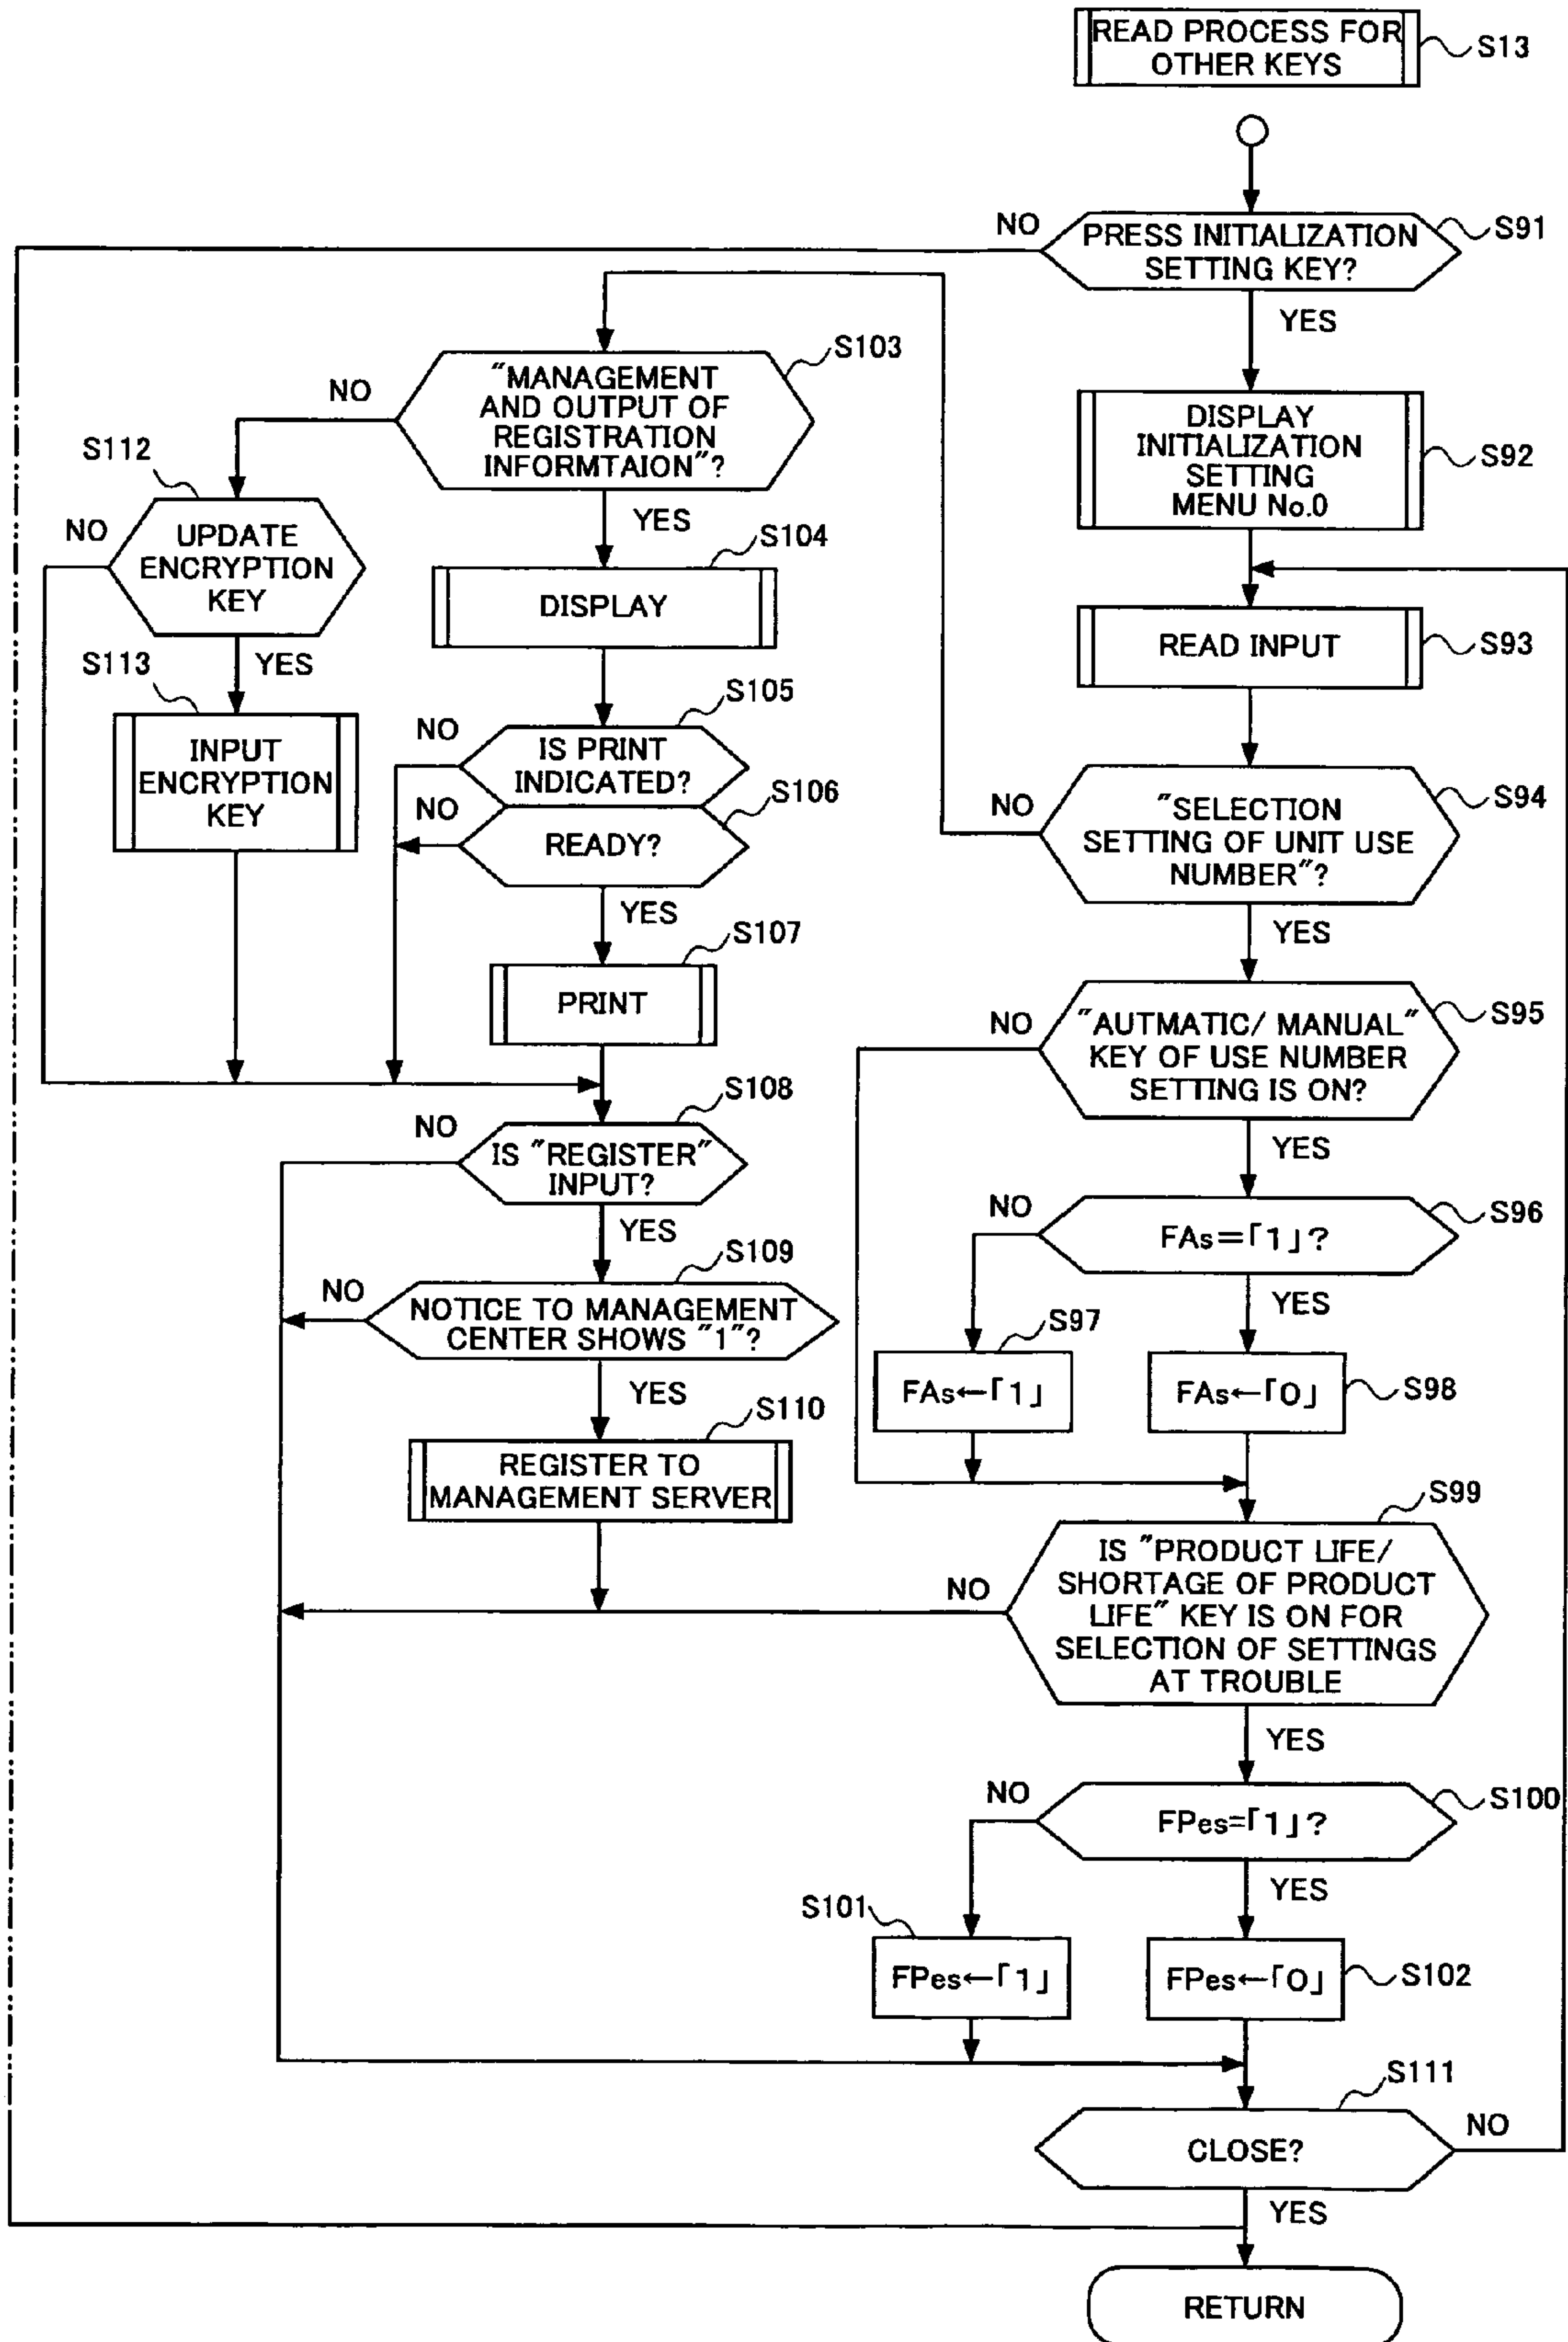 READ PROCESS FOR
OTHER KEYS
S13
NO
PRESS INITIALIZATION
SETTING KEY?
S91
YES
DISPLAY
INITIALIZATION
SETTING
MENU No.0
S92
READ INPUT
S93
NO
"SELECTION
SETTING OF UNIT USE
NUMBER"?
S94
YES
NO
"AUTMATIC/ MANUAL"
KEY OF USE NUMBER
SETTING IS ON?
S95
YES
NO
FAs=「1」?
S96
YES
S97
FAs←「1」
FAs←「0」
S98
S99
NO
IS "PRODUCT LIFE/
SHORTAGE OF PRODUCT
LIFE" KEY IS ON FOR
SELECTION OF SETTINGS
AT TROUBLE
YES
NO
FPes=「1」?
S100
YES
S101
FPes←「1」
FPes←「0」
S102
S111
CLOSE?
NO
YES
RETURN
S103
NO
"MANAGEMENT
AND OUTPUT OF
REGISTRATION
INFORMTAION"?
YES
S104
DISPLAY
S105
NO
IS PRINT
INDICATED?
S106
NO
READY?
YES
S107
PRINT
S108
NO
IS "REGISTER"
INPUT?
YES
S109
NO
NOTICE TO MANAGEMENT
CENTER SHOWS "1"?
YES
S110
REGISTER TO
MANAGEMENT SERVER
S112
NO
UPDATE
ENCRYPTION
KEY
YES
S113
INPUT
ENCRYPTION
KEY